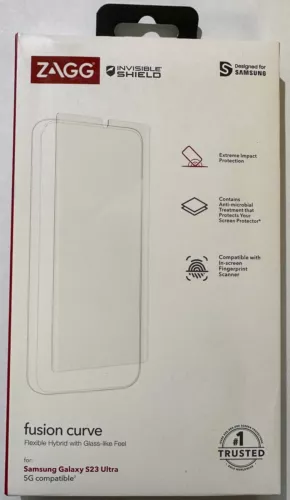 ZAGG
INVISIBLE
SHIELD
Designed for
SAMSUNG
Extreme Impact
Protection
Contains
Anti-microbial
Treatment that
Protects Your
Screen Protector*
Compatible with
In-screen
Fingerprint
Scanner
fusion curve
Flexible Hybrid with Glass-like Feel
for:
Samsung Galaxy S23 Ultra
5G compatible†
#1
TRUSTED